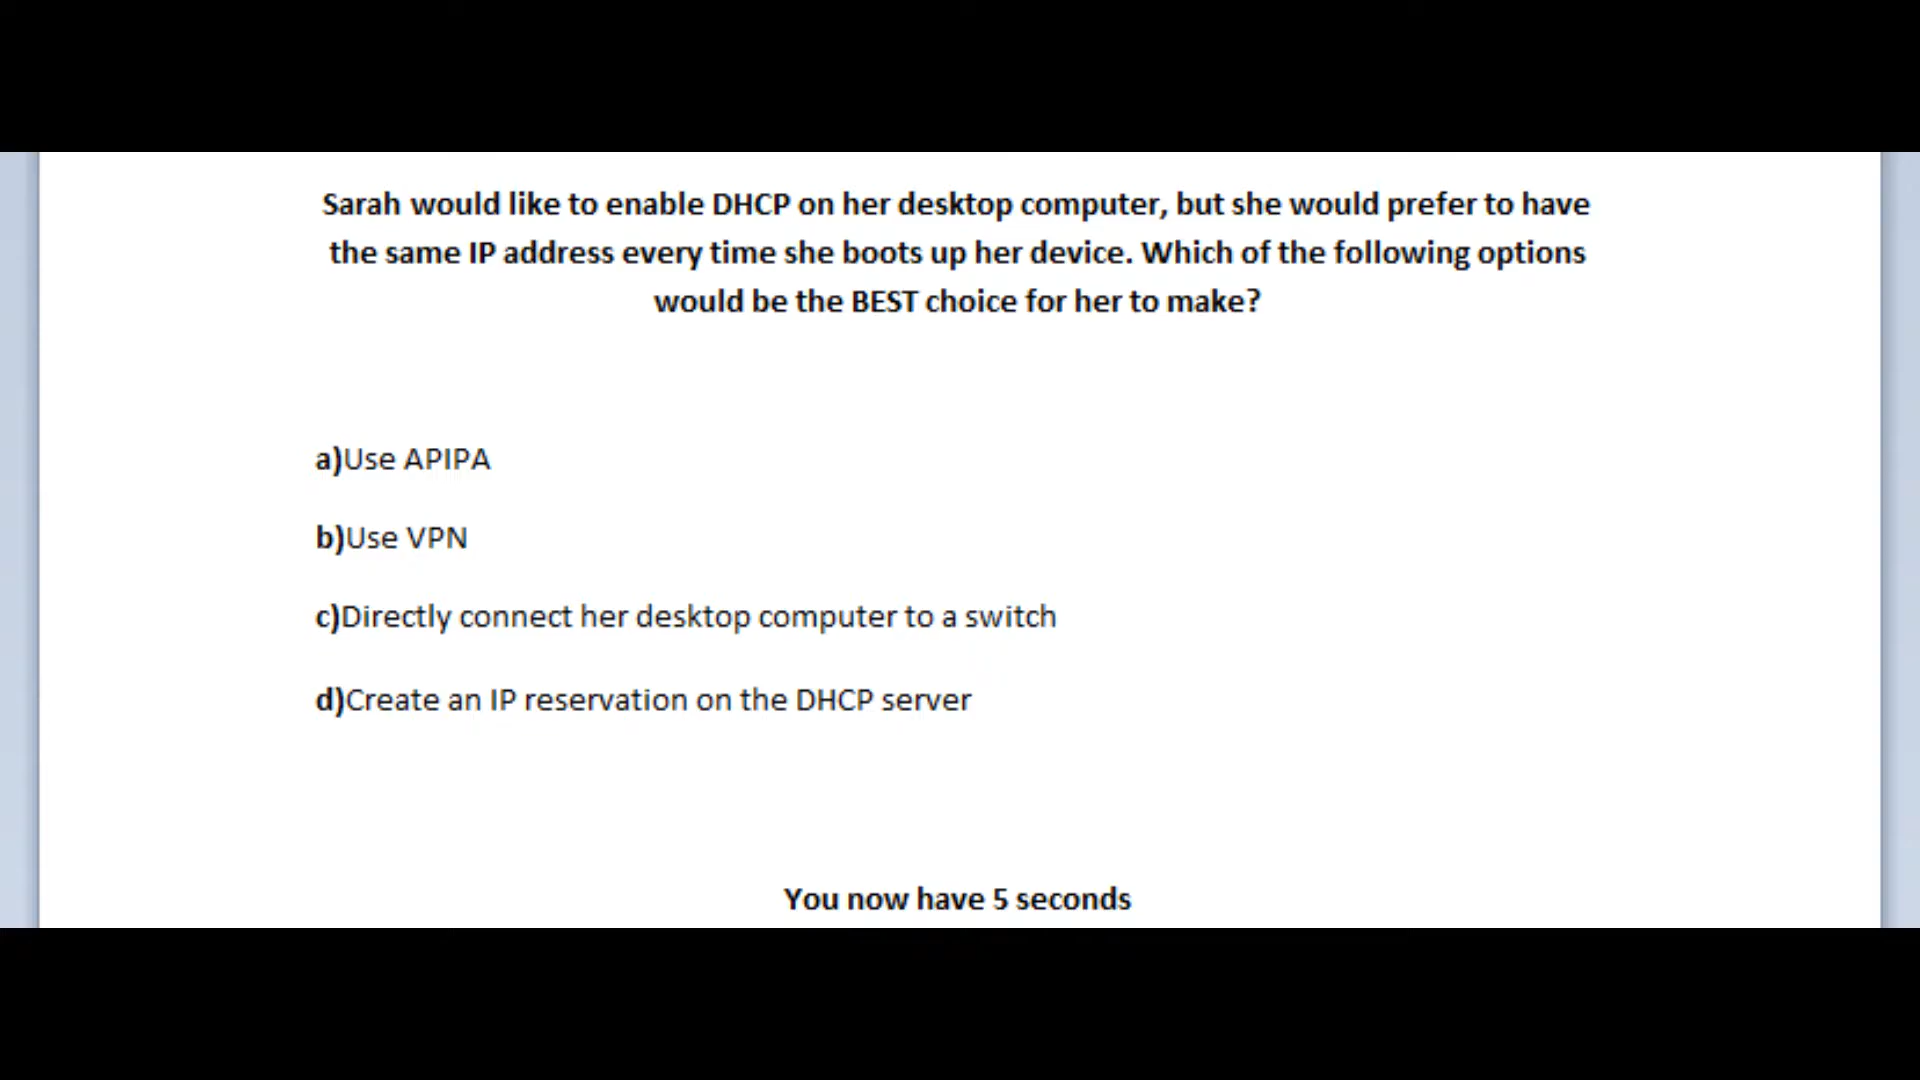 Sarah would like to enable DHCP on her desktop computer, but she would prefer to have
the same IP address every time she boots up her device. Which of the following options
would be the BEST choice for her to make?
a)Use APIPA
b)Use VPN
c)Directly connect her desktop computer to a switch
d)Create an IP reservation on the DHCP server
You now have 5 seconds